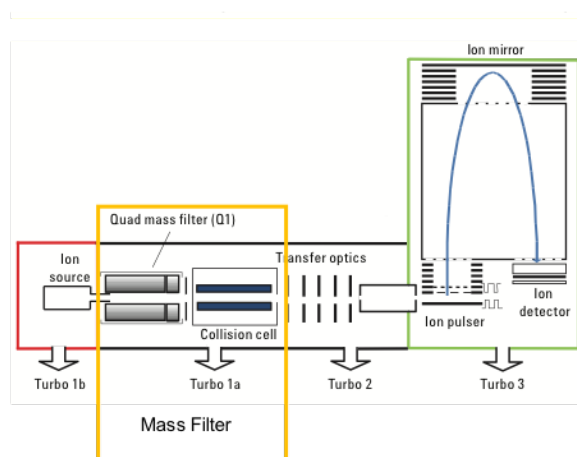 Ion mirror
Quad mass filter (Q1)
Ion
source
Transfer optics
Collision cell
Ion pulser
Ion
detector
Turbo 1b
Turbo 1a
Turbo 2
Turbo 3
Mass Filter